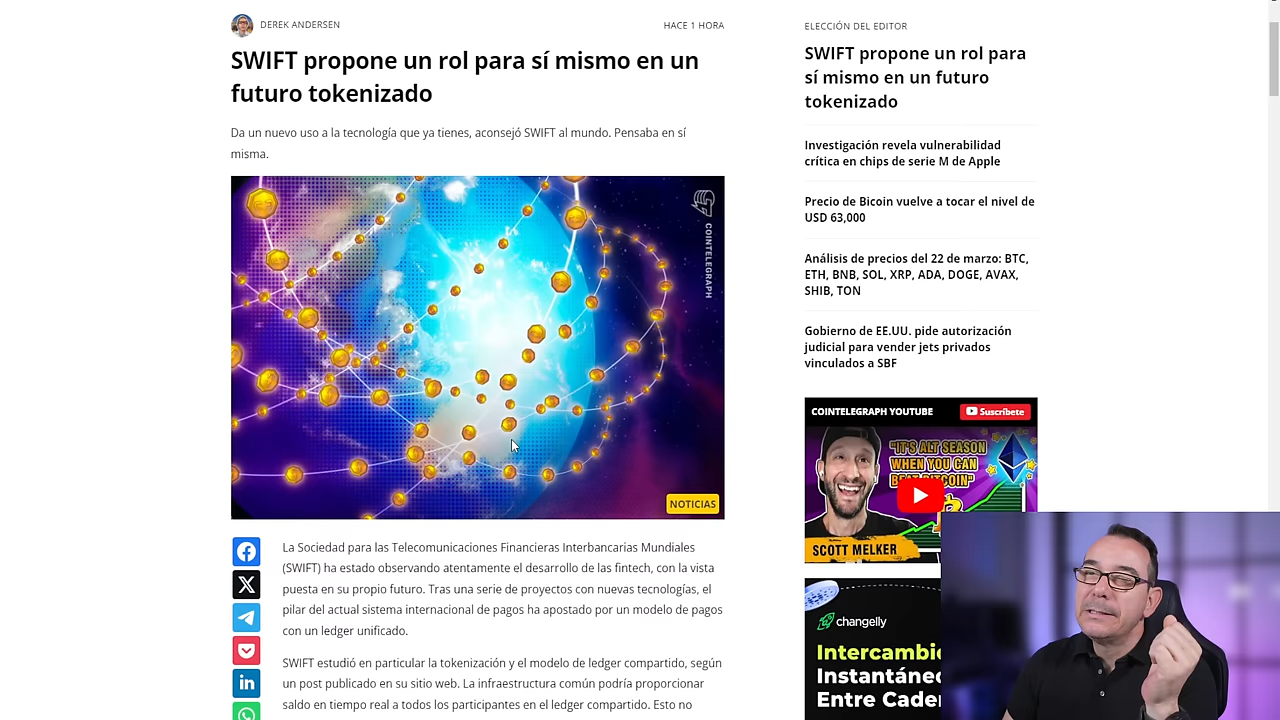 DEREK ANDERSEN
HACE 1 HORA
SWIFT propone un rol para sí mismo en un
futuro tokenizado
Da un nuevo uso a la tecnología que ya tienes, aconsejó SWIFT al mundo. Pensaba en sí
misma.
COINTELEGRAPH
NOTICIAS
La Sociedad para las Telecomunicaciones Financieras Interbancarias Mundiales
(SWIFT) ha estado observando atentamente el desarrollo de las fintech, con la vista
puesta en su propio futuro. Tras una serie de proyectos con nuevas tecnologías, el
pilar del actual sistema internacional de pagos ha apostado por un modelo de pagos
con un ledger unificado.
SWIFT estudió en particular la tokenización y el modelo de ledger compartido, según
un post publicado en su sitio web. La infraestructura común podría proporcionar
saldo en tiempo real a todos los participantes en el ledger compartido. Esto no
ELECCIÓN DEL EDITOR
SWIFT propone un rol para
sí mismo en un futuro
tokenizado
Investigación revela vulnerabilidad
crítica en chips de serie M de Apple
Precio de Bicoin vuelve a tocar el nivel de
USD 63,000
Análisis de precios del 22 de marzo: BTC,
ETH, BNB, SOL, XRP, ADA, DOGE, AVAX,
SHIB, TON
Gobierno de EE.UU. pide autorización
judicial para vender jets privados
vinculados a SBF
COINTELEGRAPH YOUTUBE
Suscríbete
"IT'S ALT SEASON
WHEN YOU CAN
SCOTT MELKER
changelly
Intercambi
Instantáne
Entre Cade